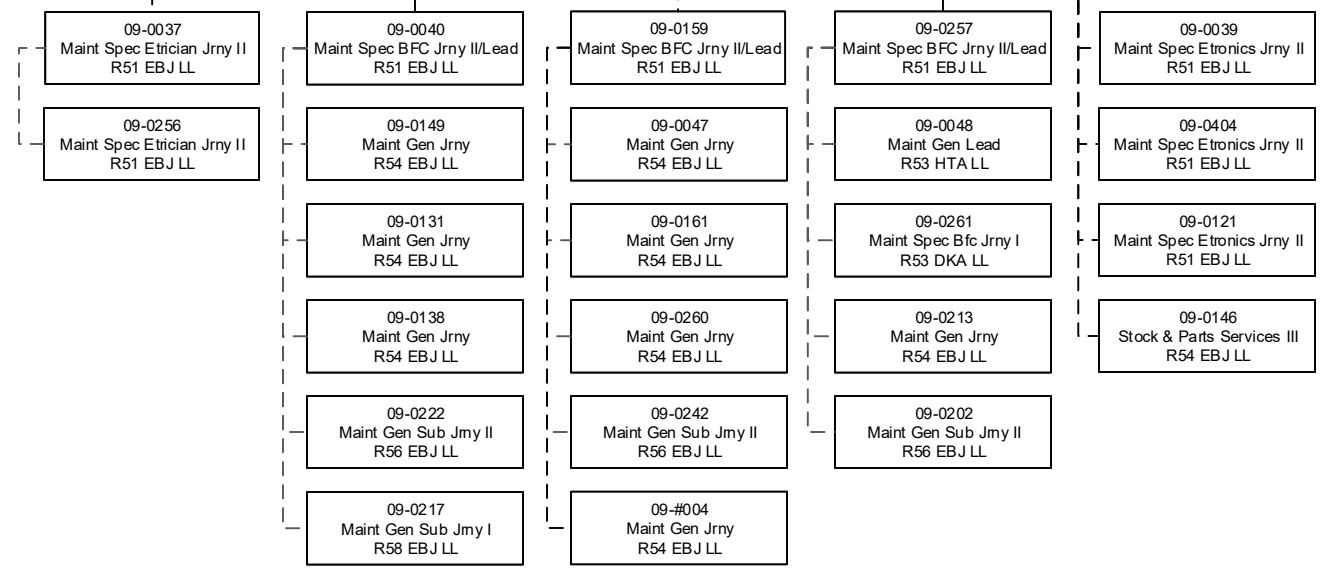 09-0037
Maint Spec Etrician Jrny II
R51 EBJ LL
09-0256
Maint Spec Etrician Jrny II
R51 EBJ LL
09-0040
Maint Spec BFC Jrny II/Lead
R51 EBJ LL
09-0149
Maint Gen Jrny
R54 EBJ LL
09-0131
Maint Gen Jrny
R54 EBJ LL
09-0138
Maint Gen Jrny
R54 EBJ LL
09-0222
Maint Gen Sub Jrny II
R56 EBJ LL
09-0217
Maint Gen Sub Jrny I
R58 EBJ LL
09-0159
Maint Spec BFC Jrny II/Lead
R51 EBJ LL
09-0047
Maint Gen Jrny
R54 EBJ LL
09-0161
Maint Gen Jrny
R54 EBJ LL
09-0260
Maint Gen Jrny
R54 EBJ LL
09-0242
Maint Gen Sub Jrny II
R56 EBJ LL
09-#004
Maint Gen Jrny
R54 EBJ LL
09-0257
Maint Spec BFC Jrny II/Lead
R51 EBJ LL
09-0048
Maint Gen Lead
R53 HTA LL
09-0261
Maint Spec Bfc Jrny I
R53 DKA LL
09-0213
Maint Gen Jrny
R54 EBJ LL
09-0202
Maint Gen Sub Jrny II
R56 EBJ LL
09-0039
Maint Spec Etronics Jrny II
R51 EBJ LL
09-0404
Maint Spec Etronics Jrny II
R51 EBJ LL
09-0121
Maint Spec Etronics Jrny II
R51 EBJ LL
09-0146
Stock & Parts Services III
R54 EBJ LL